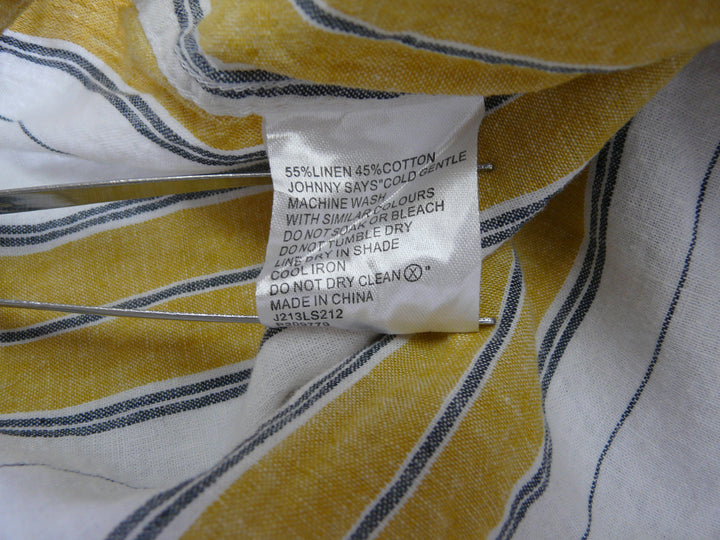 55%LINEN 45%COTTON
JOHNNY SAYS"COLD GENTLE
MACHINE WASH
WITH SIMILAR COLOURS
DO NOT SOAK OR BLEACH
DO NOT TUMBLE DRY
LINE DRY IN SHADE
COOL IRON
DO NOT DRY CLEAN Ⓧ"
MADE IN CHINA
J213LS212